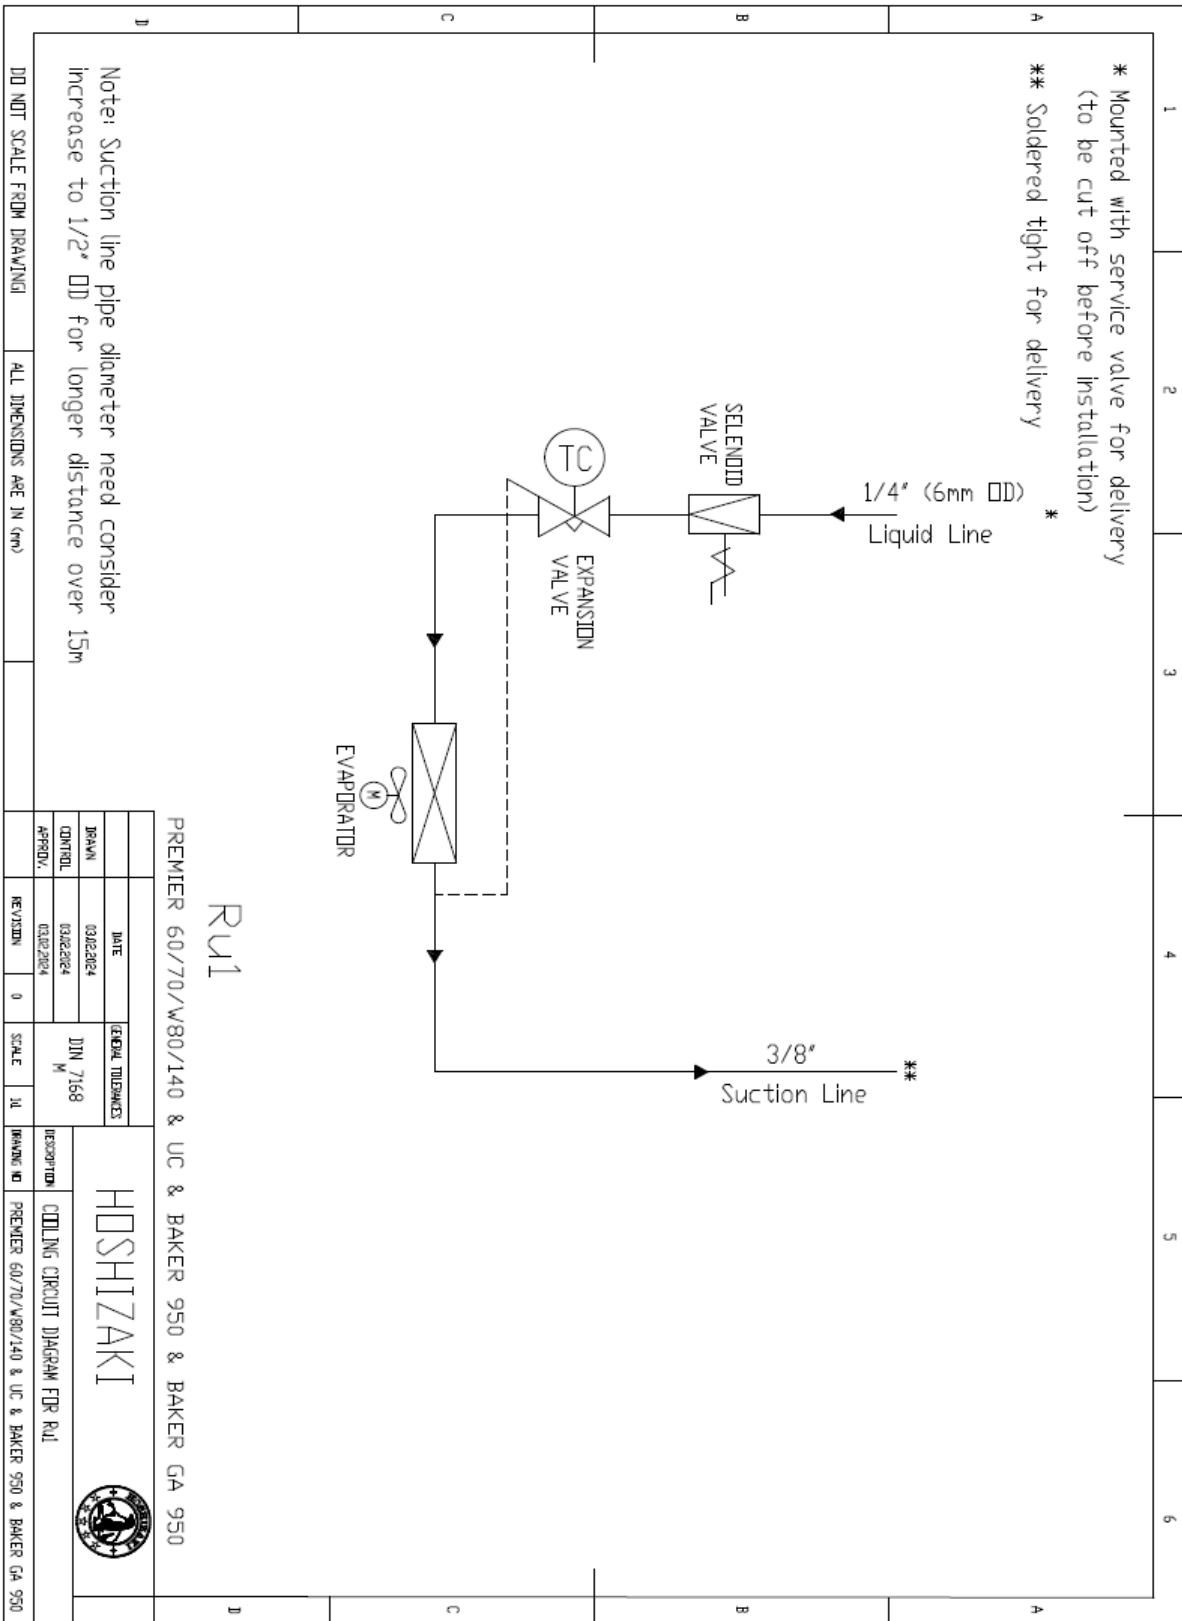 1
2
3
4
5
6
A
B
C
D
A
B
C
D
* Mounted with service valve for delivery
(to be cut off before installation)
** Soldered tight for delivery
*
1/4" (6mm OD)
Liquid Line
SELENOID
VALVE
TC
EXPANSION
VALVE
**
3/8"
Suction Line
M
EVAPORATOR
Ru1
PREMIER 60/70/W80/140 & UC & BAKER 950 & BAKER GA 950
Note: Suction line pipe diameter need consider
increase to 1/2" OD for longer distance over 15m
DATE
GENERAL TOLERANCES
DRAWN 03.02.2024
CONTROL 03.02.2024
APPROV. 03.02.2024
DIN 7168
M
HOSHIZAKI
HOSHIZAKI
DESCRIPTION COOLING CIRCUIT DIAGRAM FOR Ru1
DO NOT SCALE FROM DRAWING! ALL DIMENSIONS ARE IN (mm) REVISION 0 SCALE 1:1 DRAWING NO PREMIER 60/70/W80/140 & UC & BAKER 950 & BAKER GA 950